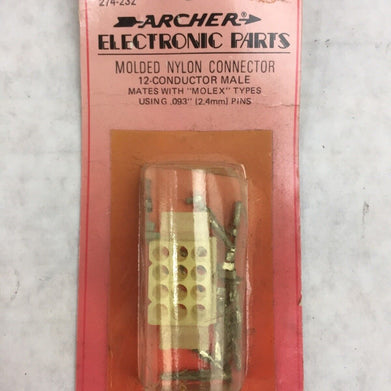 274-232
ARCHER®
ELECTRONIC PARTS
MOLDED NYLON CONNECTOR
12-CONDUCTOR MALE
MATES WITH "MOLEX" TYPES
USING .093" (2.4mm) PINS